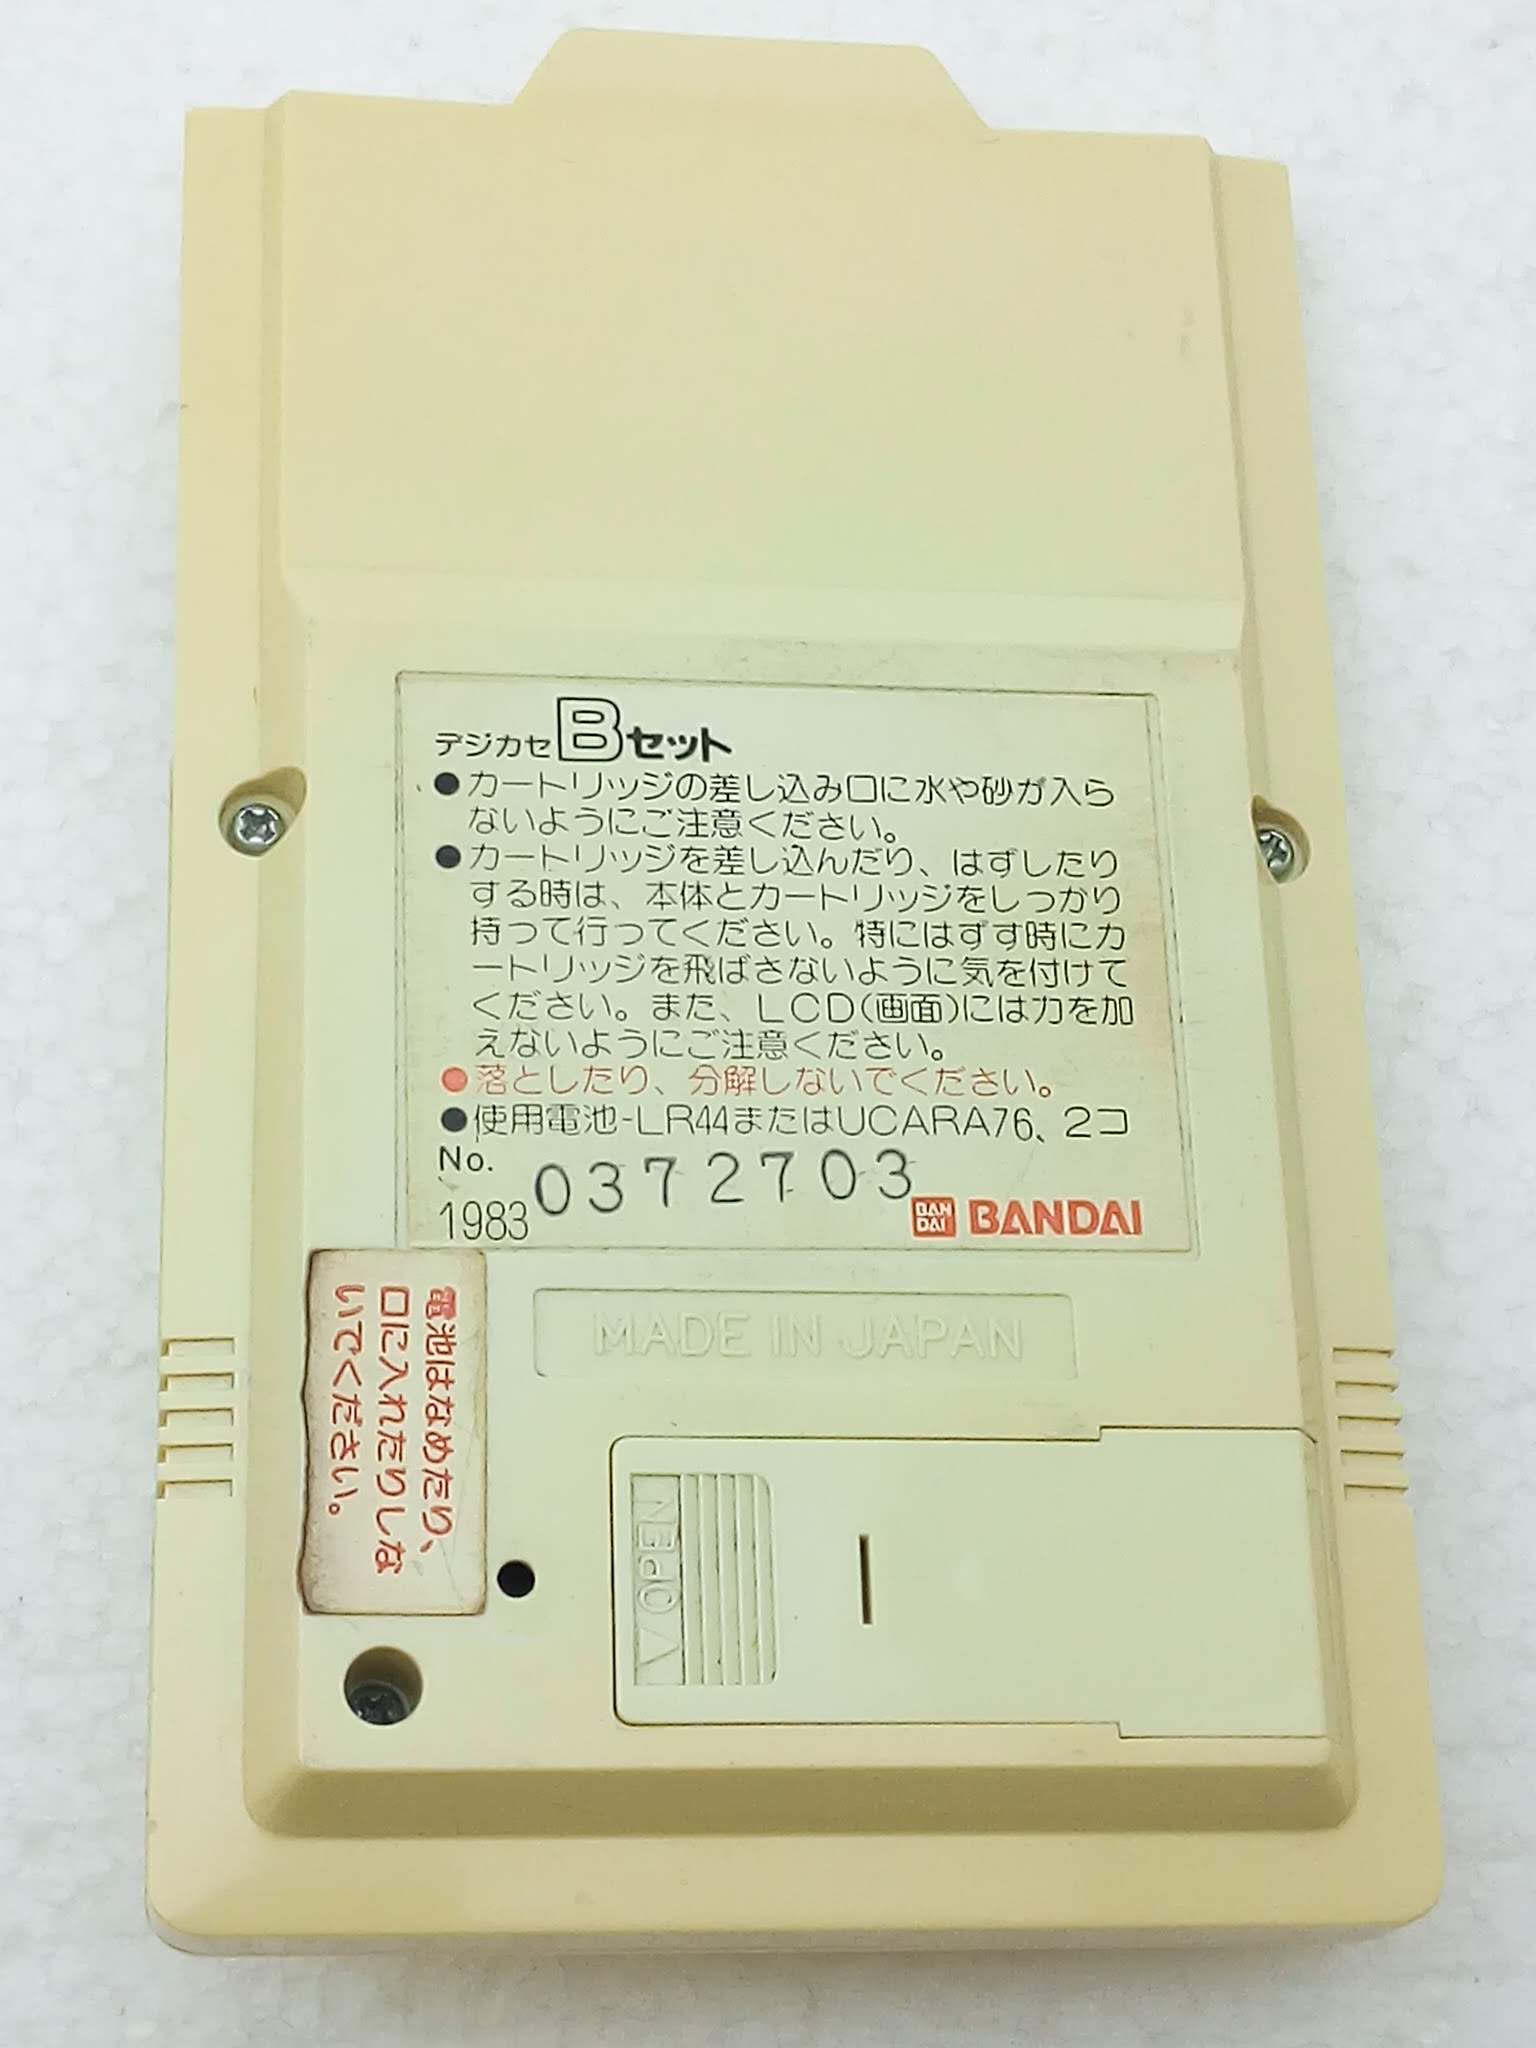 デジカセBセット
●カートリッジの差し込み口に水や砂が入ら
ないようにご注意ください。
●カートリッジを差し込んだり、はずしたり
する時は、本体とカートリッジをしっかり
持って行ってください。特にはずす時にカ
ートリッジを飛ばさないように気を付けて
ください。また、LCD(画面)には力を加
えないようにご注意ください。
●落としたり、分解しないでください。
●使用電池-LR44またはUCARA76、2コ
No. 0372703
1983
BAN
DAI
BANDAI
電池はなめたり、
口に入れたりしな
いでください。
MADE IN JAPAN
OPEN